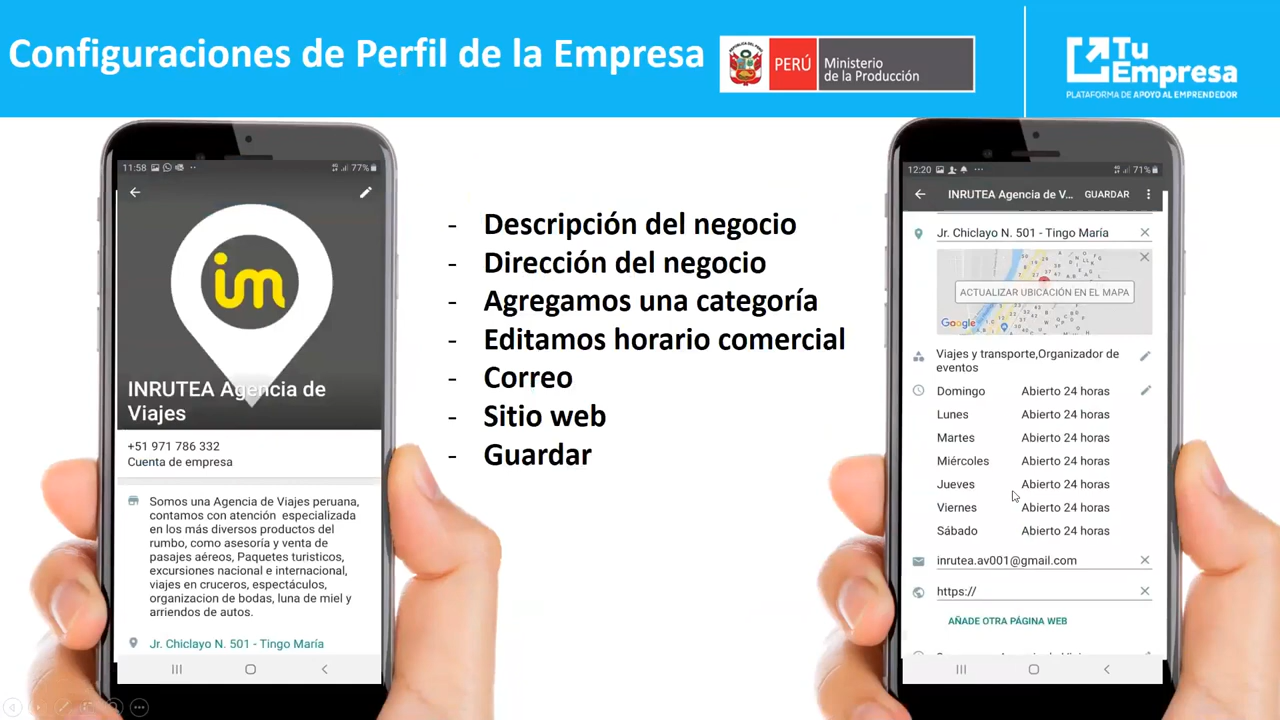 Configuraciones de Perfil de la Empresa
PERÚ
Ministerio
de la Producción
Tu
Empresa
PLATAFORMA DE APOYO AL EMPRENDEDOR
11:58
77%
im
INRUTEA Agencia de
Viajes
+51 971 786 332
Cuenta de empresa
Somos una Agencia de Viajes peruana,
contamos con atención especializada
en los más diversos productos del
rumbo, como asesoría y venta de
pasajes aéreos, Paquetes turisticos,
excursiones nacional e internacional,
viajes en cruceros, espectáculos,
organizacion de bodas, luna de miel y
arriendos de autos.
Jr. Chiclayo N. 501 - Tingo María
- Descripción del negocio
- Dirección del negocio
- Agregamos una categoría
- Editamos horario comercial
- Correo
- Sitio web
- Guardar
12:20
71%
INRUTEA Agencia de V... GUARDAR
Jr. Chiclayo N. 501 - Tingo María
ACTUALIZAR UBICACIÓN EN EL MAPA
Google
Viajes y transporte,Organizador de
eventos
Domingo Abierto 24 horas
Lunes Abierto 24 horas
Martes Abierto 24 horas
Miércoles Abierto 24 horas
Jueves Abierto 24 horas
Viernes Abierto 24 horas
Sábado Abierto 24 horas
inrutea.av001@gmail.com
https://
AÑADE OTRA PÁGINA WEB